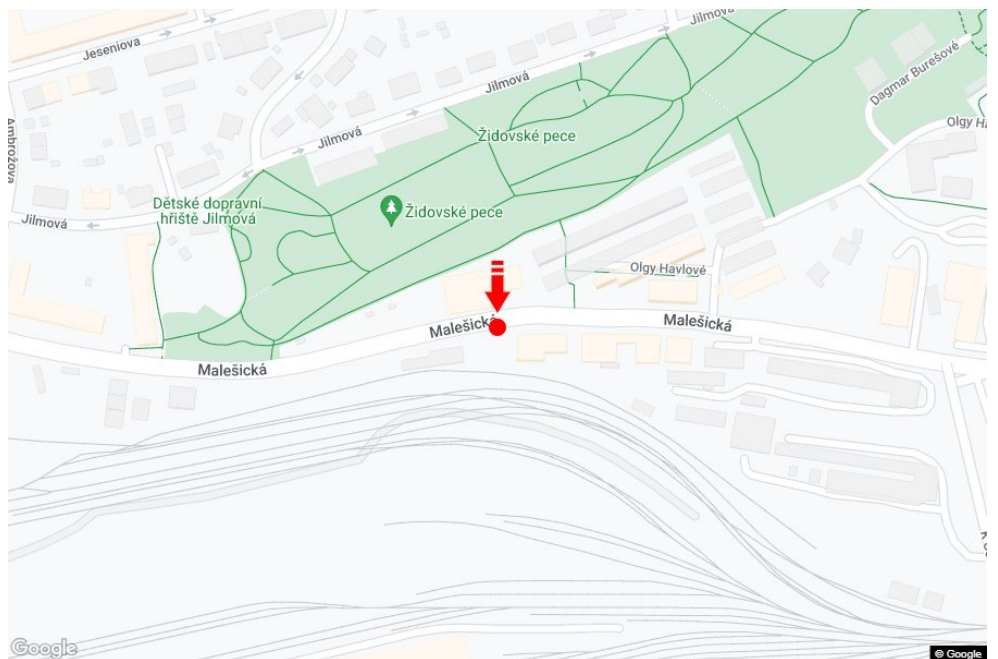 Jeseniova
Jilmová
Jilmová
Dagmar Burešové
Ambrožova
Jilmová
Židovské pece
Olgy Hav
Dětské dopravní
hřiště Jilmová
Židovské pece
Jilmová
Olgy Havlové
Malešická
Malešická
Malešická
Google
© Google